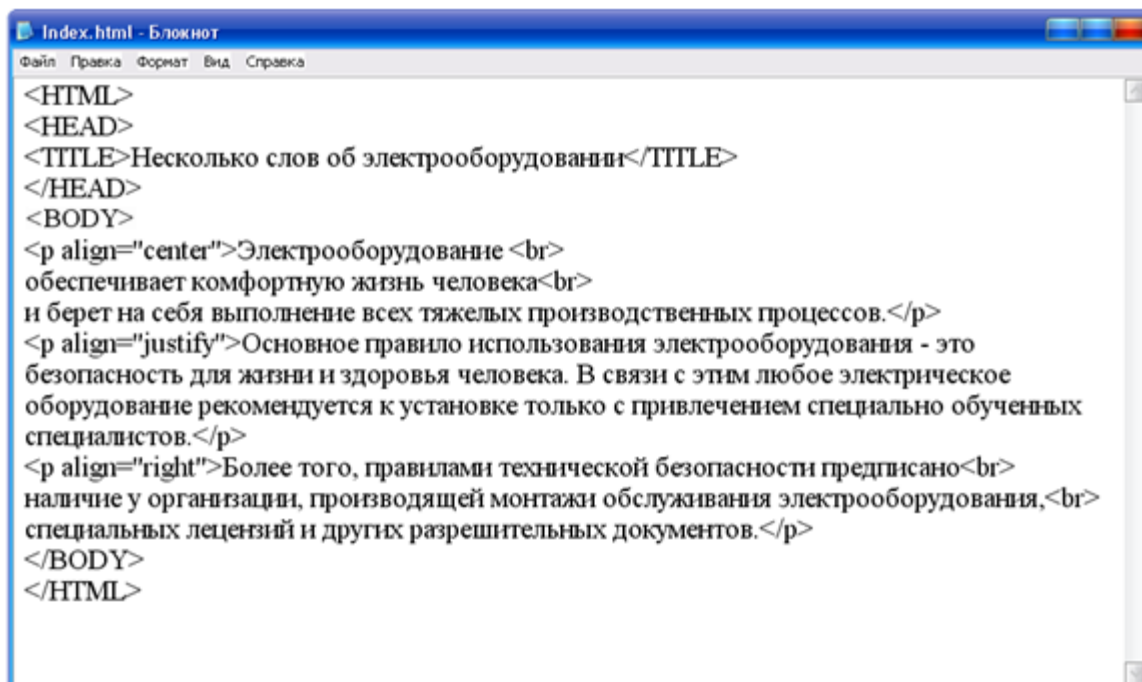 Index.html - Блокнот
Файл Правка Формат Вид Справка
<HTML>
<HEAD>
<TITLE>Несколько слов об электрооборудовании</TITLE>
</HEAD>
<BODY>
<p align="center">Электрооборудование <br>
обеспечивает комфортную жизнь человека<br>
и берет на себя выполнение всех тяжелых производственных процессов.</p>
<p align="justify">Основное правило использования электрооборудования - это
безопасность для жизни и здоровья человека. В связи с этим любое электрическое
оборудование рекомендуется к установке только с привлечением специально обученных
специалистов.</p>
<p align="right">Более того, правилами технической безопасности предписано<br>
наличие у организации, производящей монтажи обслуживания электрооборудования,<br>
специальных лецензий и других разрешительных документов.</p>
</BODY>
</HTML>